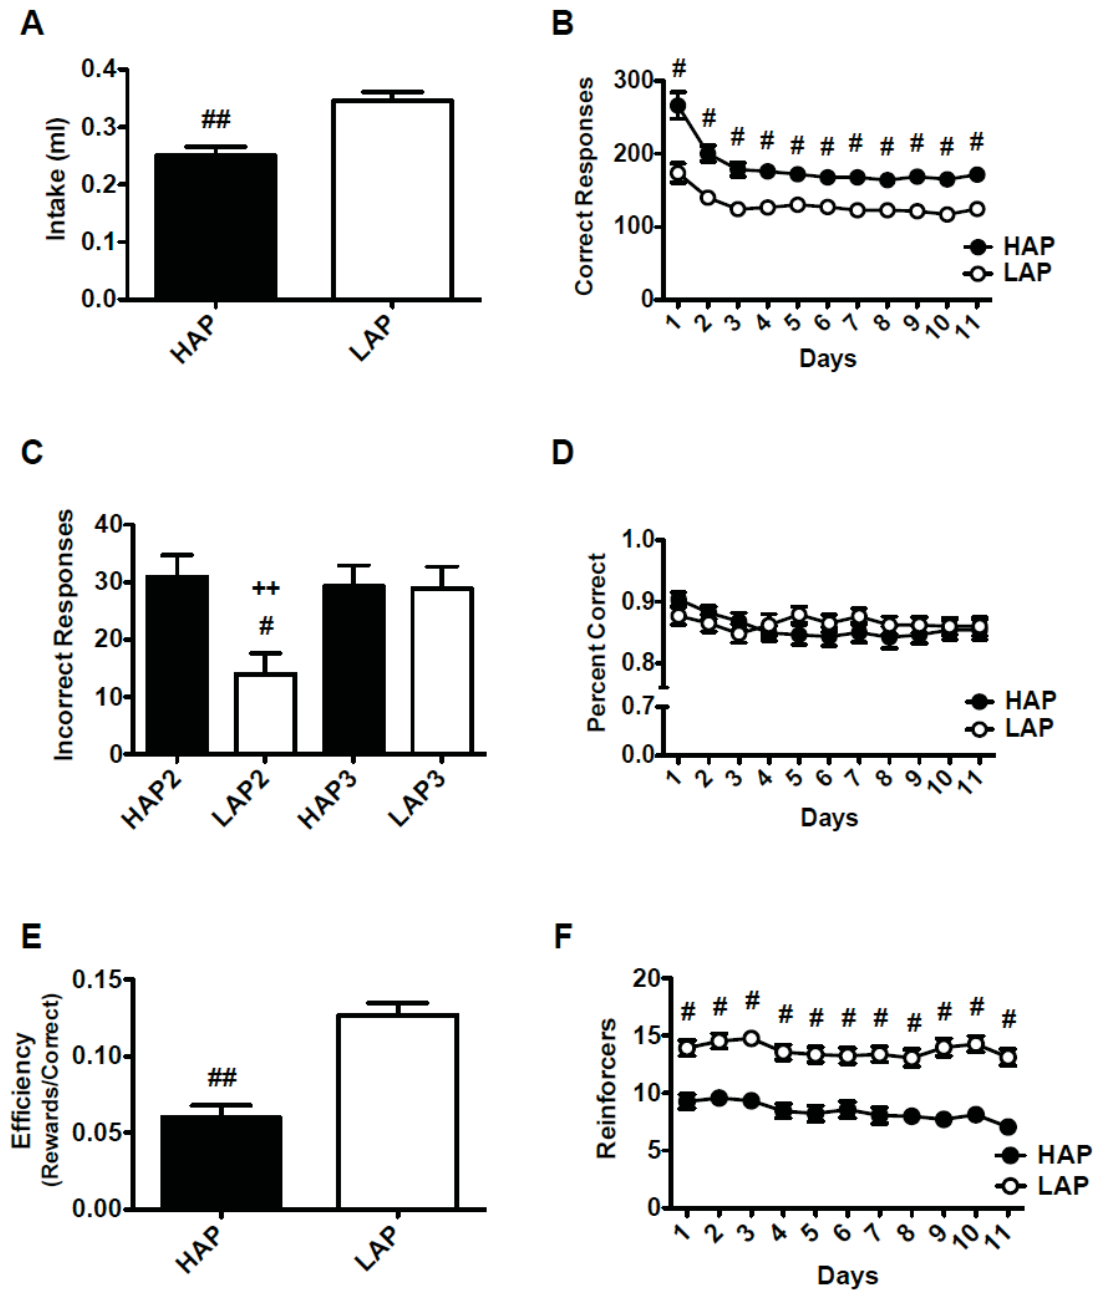 A
Intake (ml)
0.4
0.3
0.2
0.1
0.0
##
HAP
LAP
B
Correct Responses
300
200
100
0
# # # # # # # # # # #
HAP
LAP
1 2 3 4 5 6 7 8 9 10 11
Days
C
Incorrect Responses
40
30
20
10
0
++
#
HAP2
LAP2
HAP3
LAP3
D
Percent Correct
1.0
0.9
0.8
0.7
0.0
HAP
LAP
1 2 3 4 5 6 7 8 9 10 11
Days
E
Efficiency
(Rewards/Correct)
0.15
0.10
0.05
0.00
##
HAP
LAP
F
Reinforcers
20
15
10
5
0
# # # # # # # # # # #
HAP
LAP
1 2 3 4 5 6 7 8 9 10 11
Days